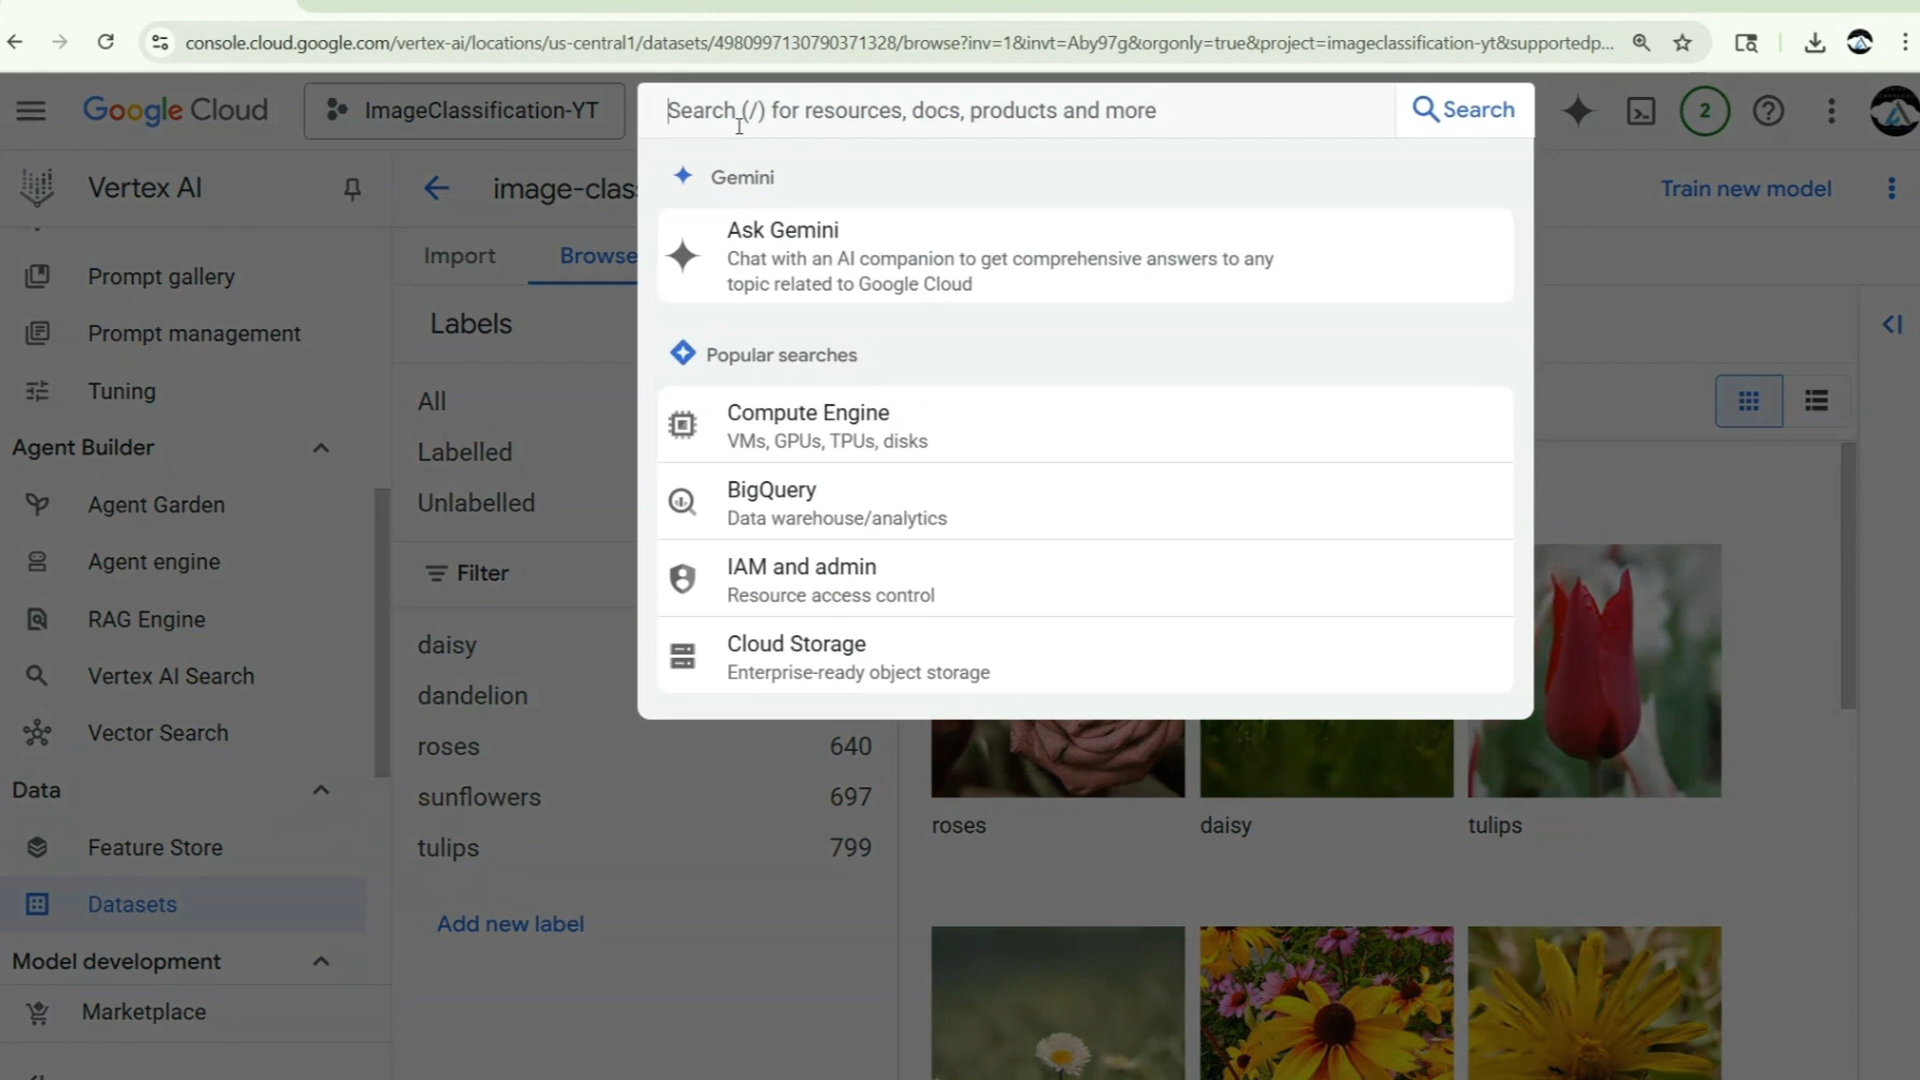 console.cloud.google.com/vertex-ai/locations/us-central1/datasets/4980997130790371328/browse?inv=1&invt=Aby97g&orgonly=true&project=imageclassification-yt&supportedp...
Google Cloud
ImageClassification-YT
Search (/) for resources, docs, products and more
Search
2
Vertex AI
image-clas
Train new model
Gemini
Ask Gemini
Chat with an AI companion to get comprehensive answers to any
topic related to Google Cloud
Popular searches
Compute Engine
VMs, GPUs, TPUs, disks
BigQuery
Data warehouse/analytics
IAM and admin
Resource access control
Cloud Storage
Enterprise-ready object storage
Prompt gallery
Prompt management
Tuning
Agent Builder
Agent Garden
Agent engine
RAG Engine
Vertex AI Search
Vector Search
Data
Feature Store
Datasets
Model development
Marketplace
Import
Browse
Labels
All
Labelled
Unlabelled
Filter
daisy
dandelion
roses 640
sunflowers 697
tulips 799
Add new label
roses
daisy
tulips